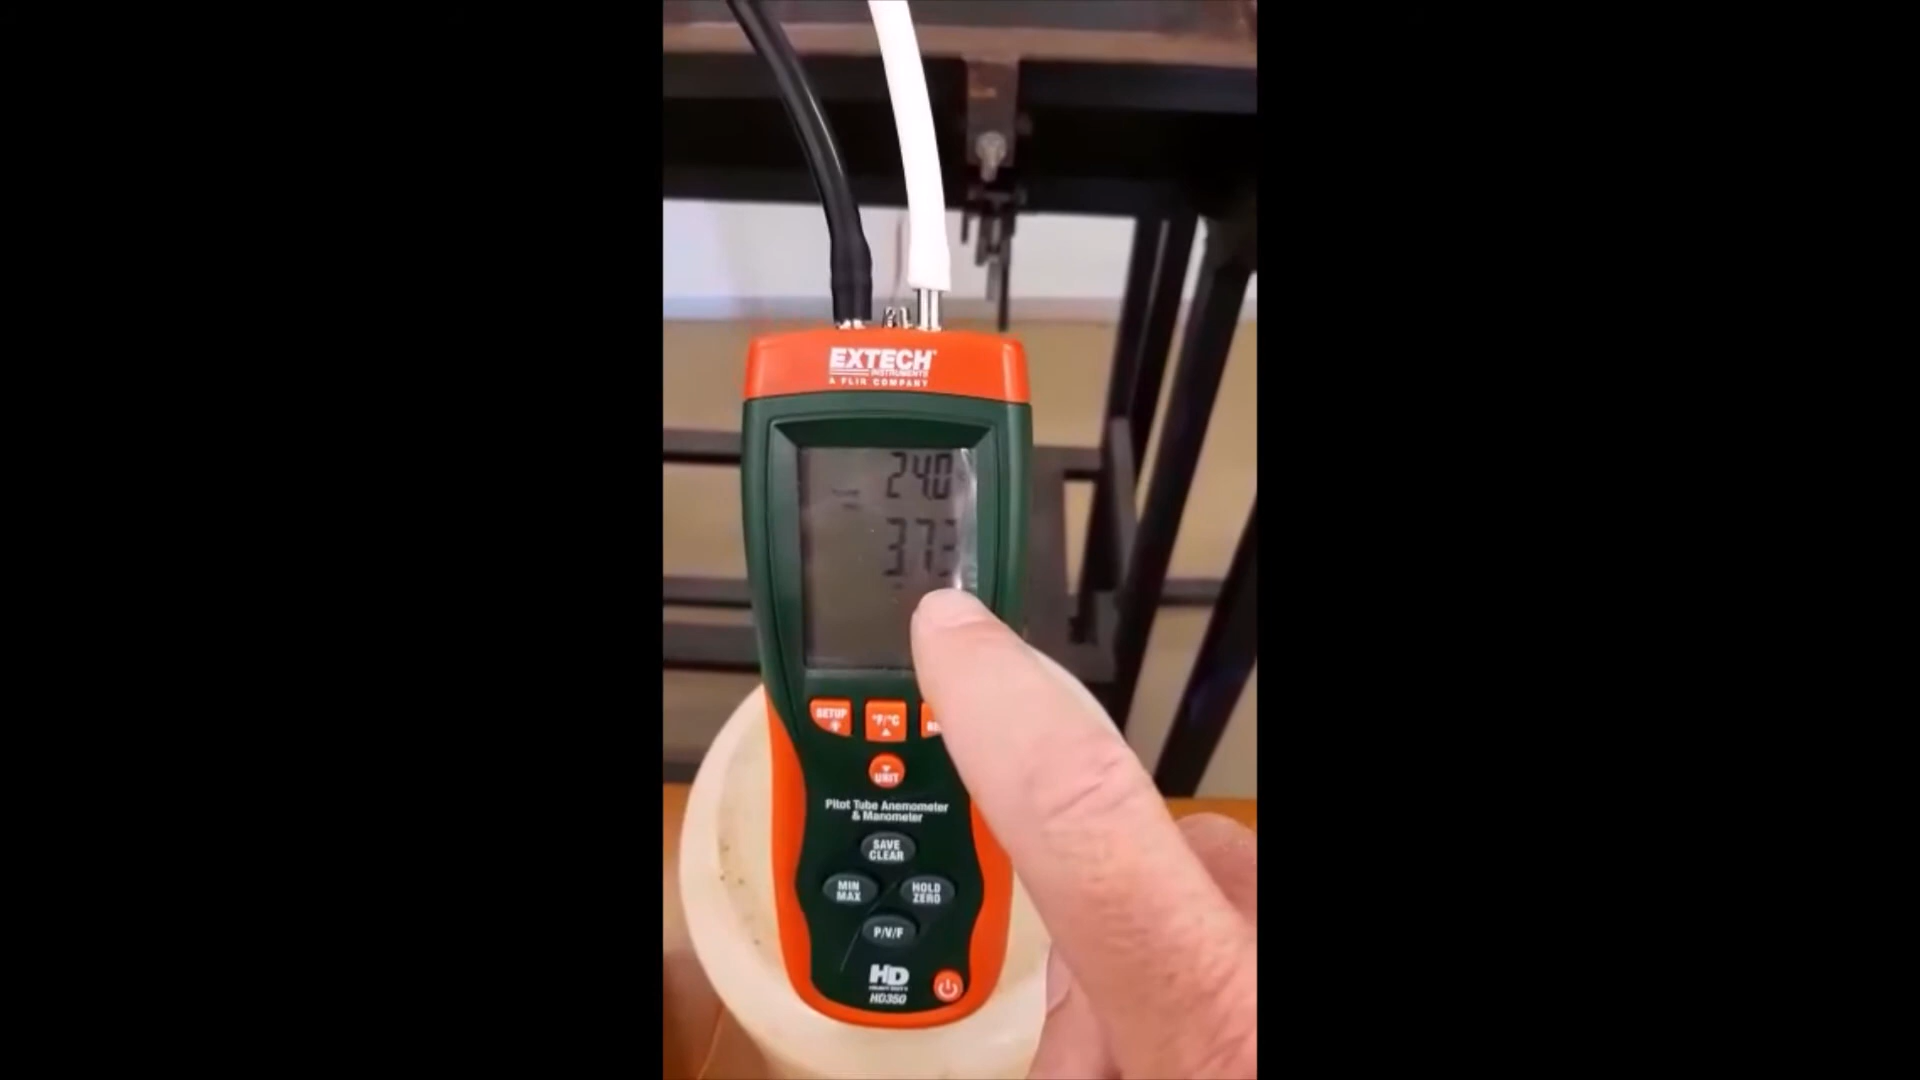 EXTECH
INSTRUMENTS
A FLIR COMPANY
24.0
3.73
SETUP
°F/°C
UNIT
Pitot Tube Anemometer
& Manometer
SAVE
CLEAR
MIN
MAX
HOLD
ZERO
P/V/F
HD
HD350